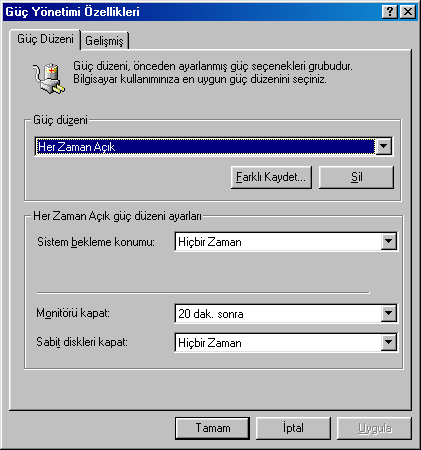 Güç Yönetimi Özellikleri
Güç Düzeni
Gelişmiş
Güç düzeni, önceden ayarlanmış güç seçenekleri grubudur.
Bilgisayar kullanımınıza en uygun güç düzenini seçiniz.
Güç düzeni
Her Zaman Açık
Farklı Kaydet...
Sil
Her Zaman Açık güç düzeni ayarları
Sistem bekleme konumu:
Hiçbir Zaman
Monitörü kapat:
20 dak. sonra
Sabit diskleri kapat:
Hiçbir Zaman
Tamam
İptal
Uygula